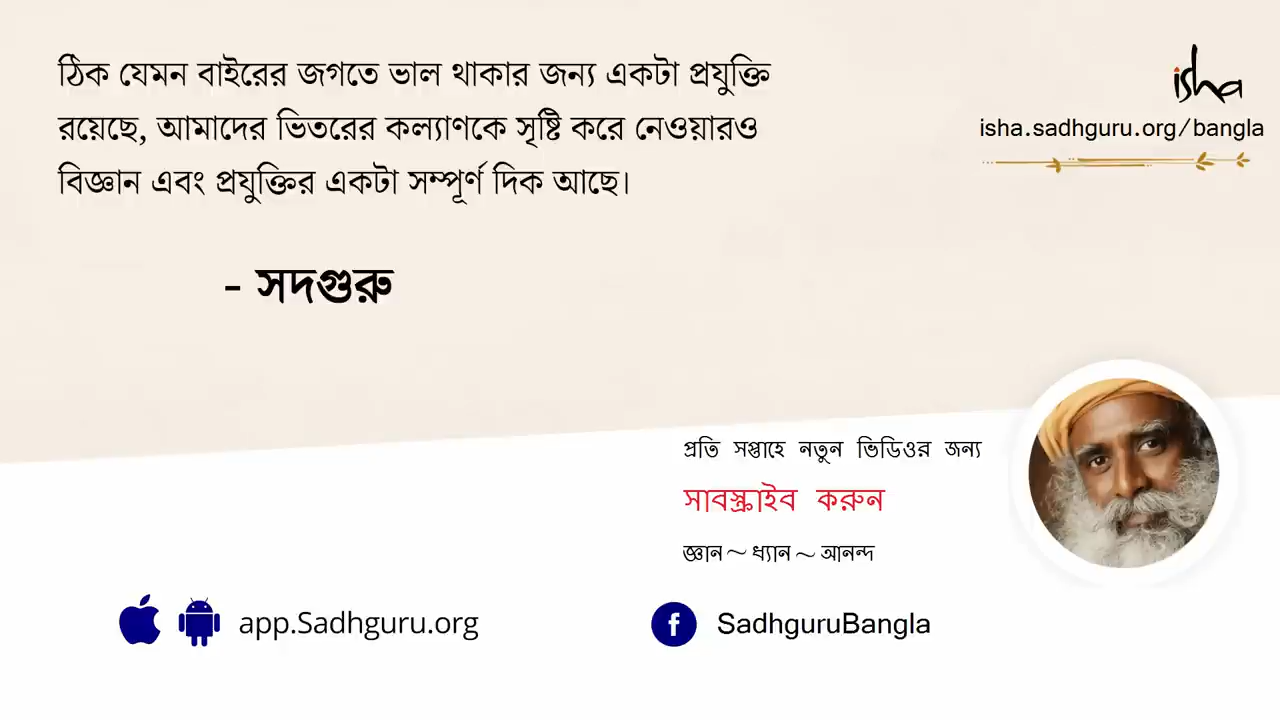 ঠিক যেমন বাইরের জগতে ভাল থাকার জন্য একটা প্রযুক্তি
রয়েছে, আমাদের ভিতরের কল্যাণকে সৃষ্টি করে নেওয়ারও
বিজ্ঞান এবং প্রযুক্তির একটা সম্পূর্ণ দিক আছে।
- সদগুরু
isha
isha.sadhguru.org/bangla
প্রতি সপ্তাহে নতুন ভিডিওর জন্য
সাবস্ক্রাইব করুন
জ্ঞান ~ ধ্যান ~ আনন্দ
app.Sadhguru.org
f SadhguruBangla